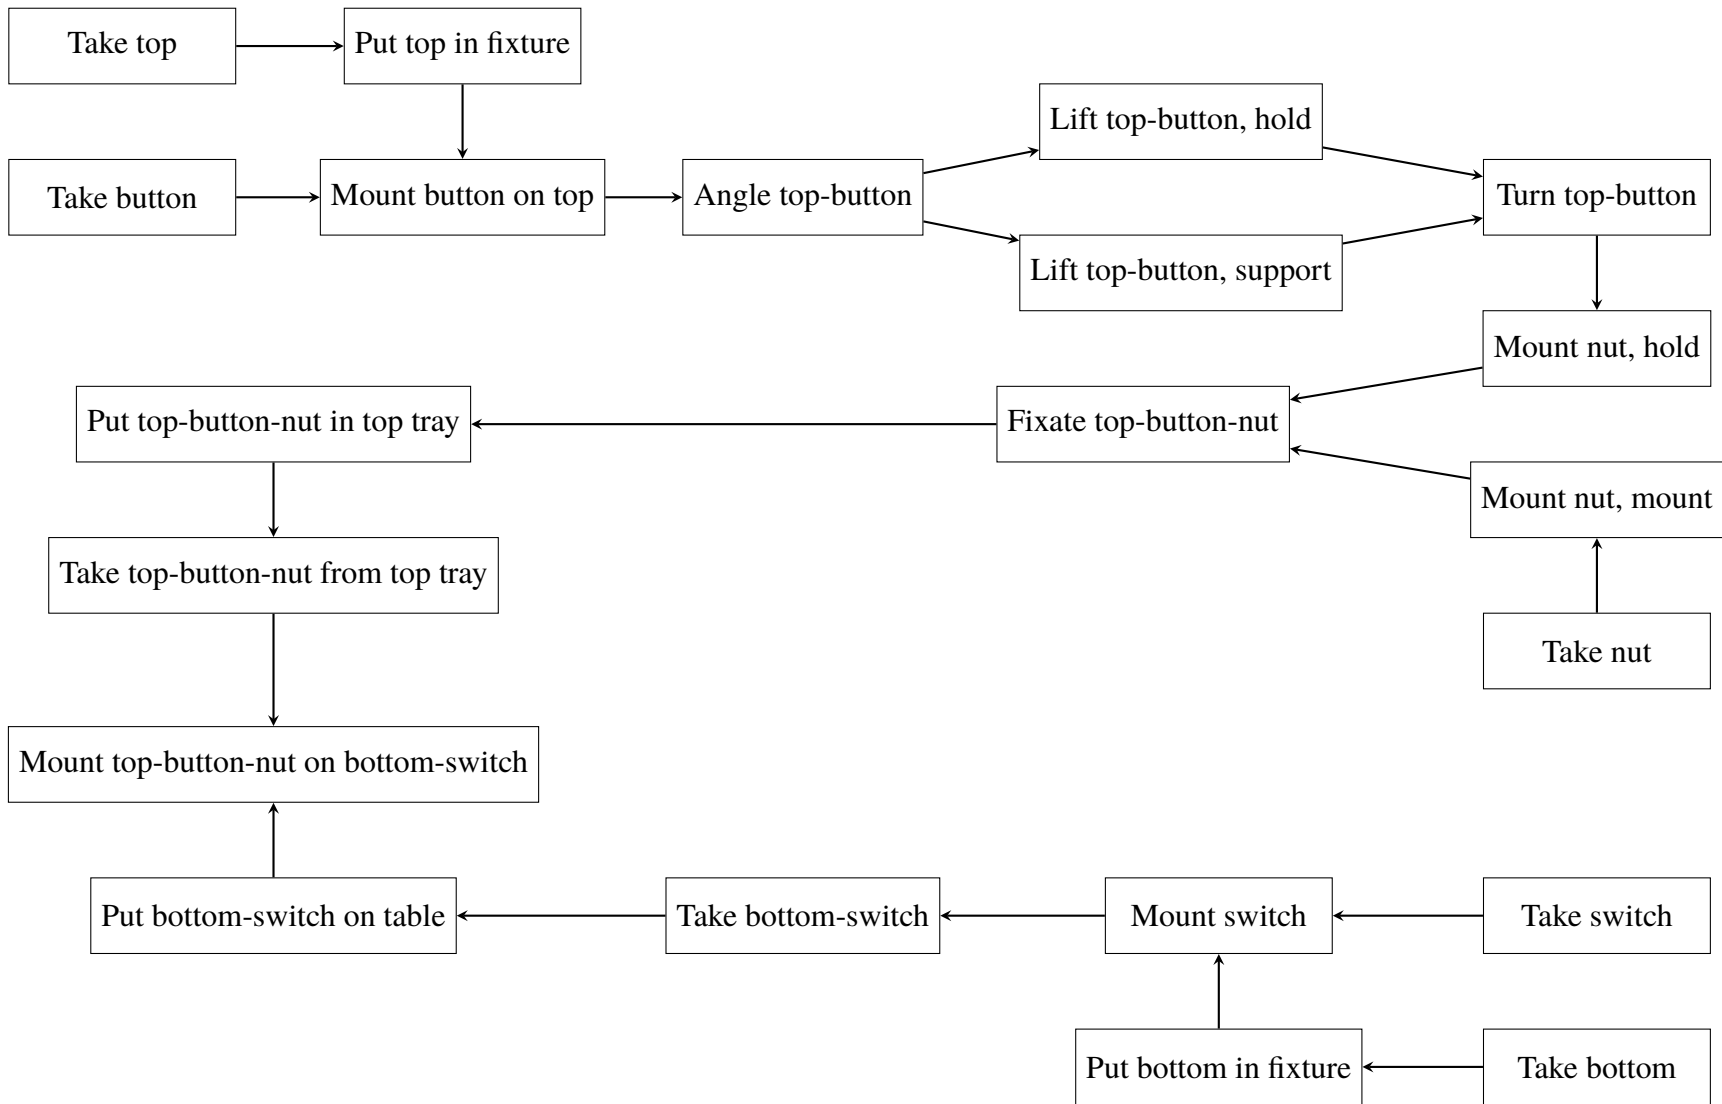 Take top
Put top in fixture
Lift top-button, hold
Take button
Mount button on top
Angle top-button
Turn top-button
Lift top-button, support
Mount nut, hold
Put top-button-nut in top tray
Fixate top-button-nut
Mount nut, mount
Take top-button-nut from top tray
Take nut
Mount top-button-nut on bottom-switch
Put bottom-switch on table
Take bottom-switch
Mount switch
Take switch
Put bottom in fixture
Take bottom